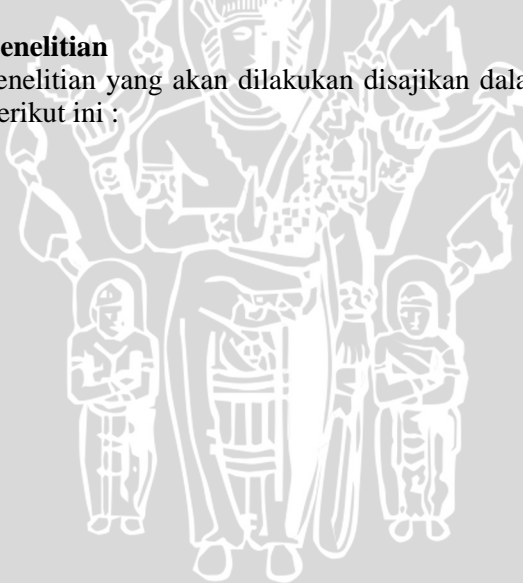 enelitian
enelitian yang akan dilakukan disajikan dala
erikut ini :